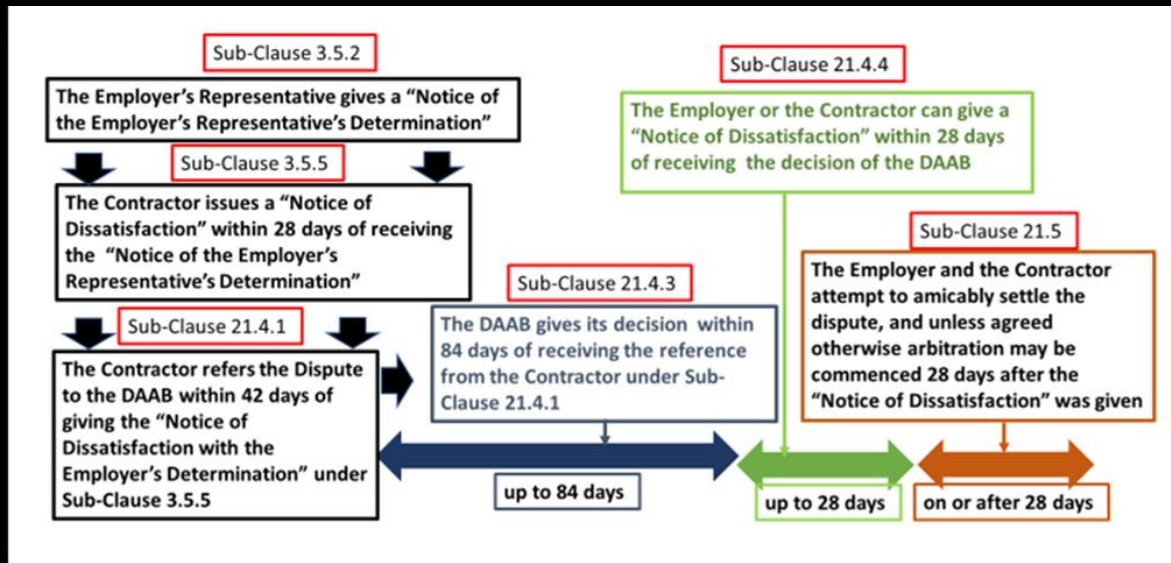 Sub-Clause 3.5.2
The Employer's Representative gives a “Notice of
the Employer's Representative's Determination”
Sub-Clause 3.5.5
The Contractor issues a “Notice of
Dissatisfaction” within 28 days of receiving
the “Notice of the Employer's
Representative's Determination”
Sub-Clause 21.4.1
The Contractor refers the Dispute
to the DAAB within 42 days of
giving the “Notice of
Dissatisfaction with the
Employer's Determination” under
Sub-Clause 3.5.5
Sub-Clause 21.4.3
The DAAB gives its decision within
84 days of receiving the reference
from the Contractor under Sub-
Clause 21.4.1
up to 84 days
Sub-Clause 21.4.4
The Employer or the Contractor can give a
“Notice of Dissatisfaction” within 28 days
of receiving the decision of the DAAB
up to 28 days
Sub-Clause 21.5
The Employer and the Contractor
attempt to amicably settle the
dispute, and unless agreed
otherwise arbitration may be
commenced 28 days after the
“Notice of Dissatisfaction” was given
on or after 28 days